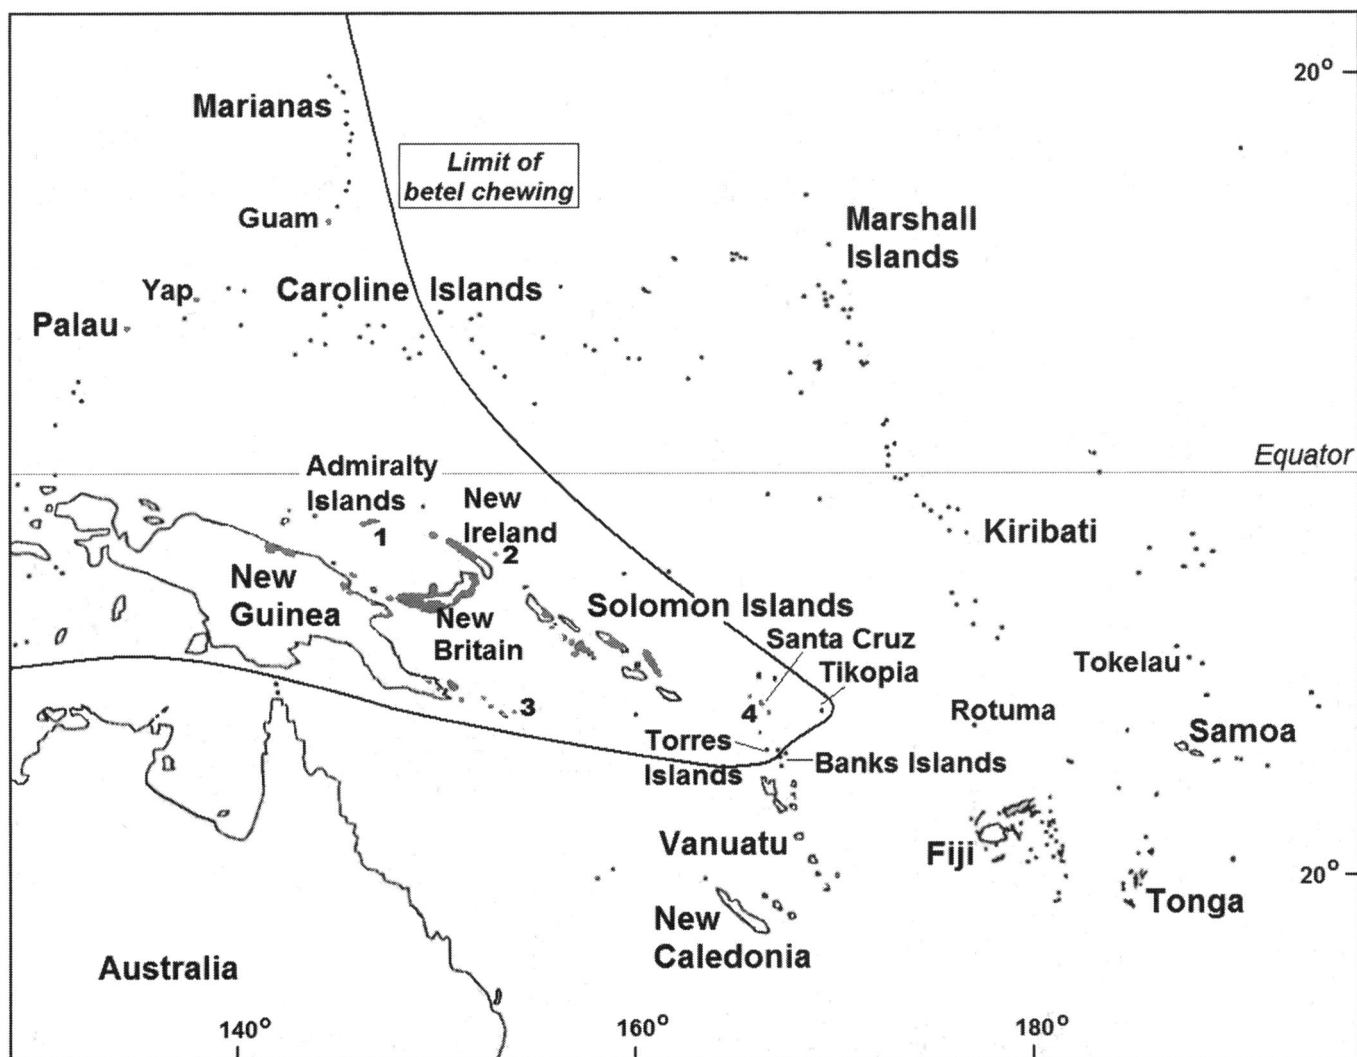 20°
Marianas
Limit of
betel chewing
Guam
Marshall
Islands
Yap
Caroline Islands
Palau
Equator
Admiralty
Islands
New
Ireland
1
2
Kiribati
New
Guinea
Solomon Islands
New
Britain
Santa Cruz
Tikopia
Tokelau
3
4
Rotuma
Samoa
Torres
Islands
Banks Islands
Vanuatu
Fiji
20°
Tonga
New
Caledonia
Australia
140°
160°
180°